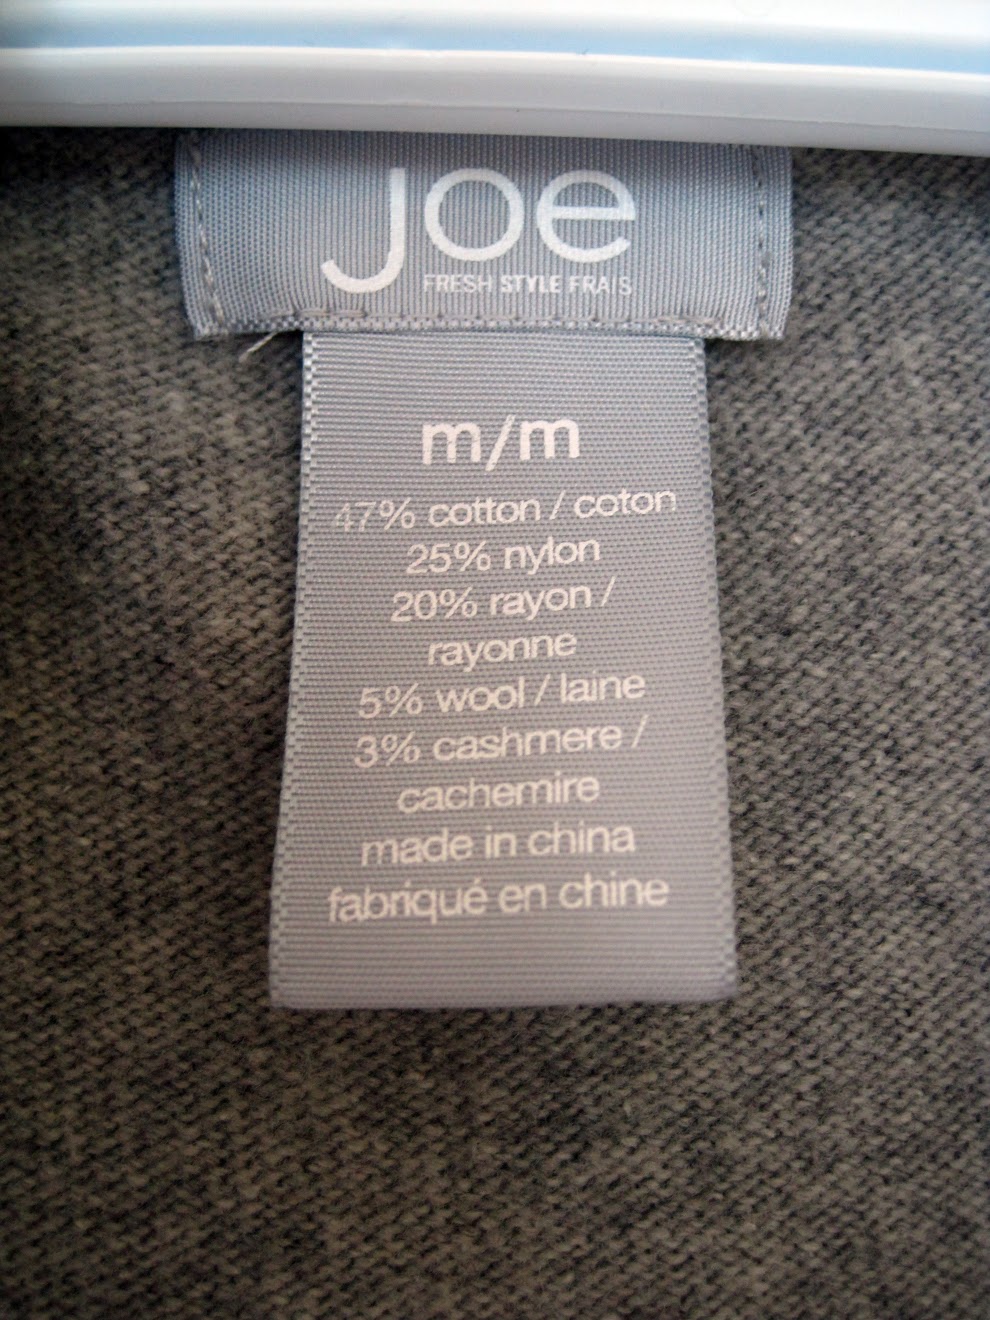 joe
FRESH STYLE FRAIS
m/m
47% cotton / coton
25% nylon
20% rayon /
rayonne
5% wool / laine
3% cashmere /
cachemire
made in china
fabriqué en chine